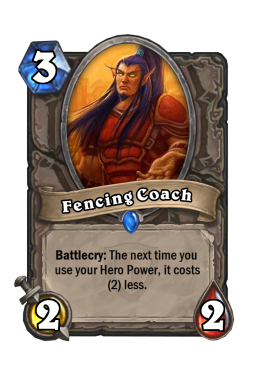 3
Fencing Coach
Battlecry: The next time you
use your Hero Power, it costs
(2) less.
2
2